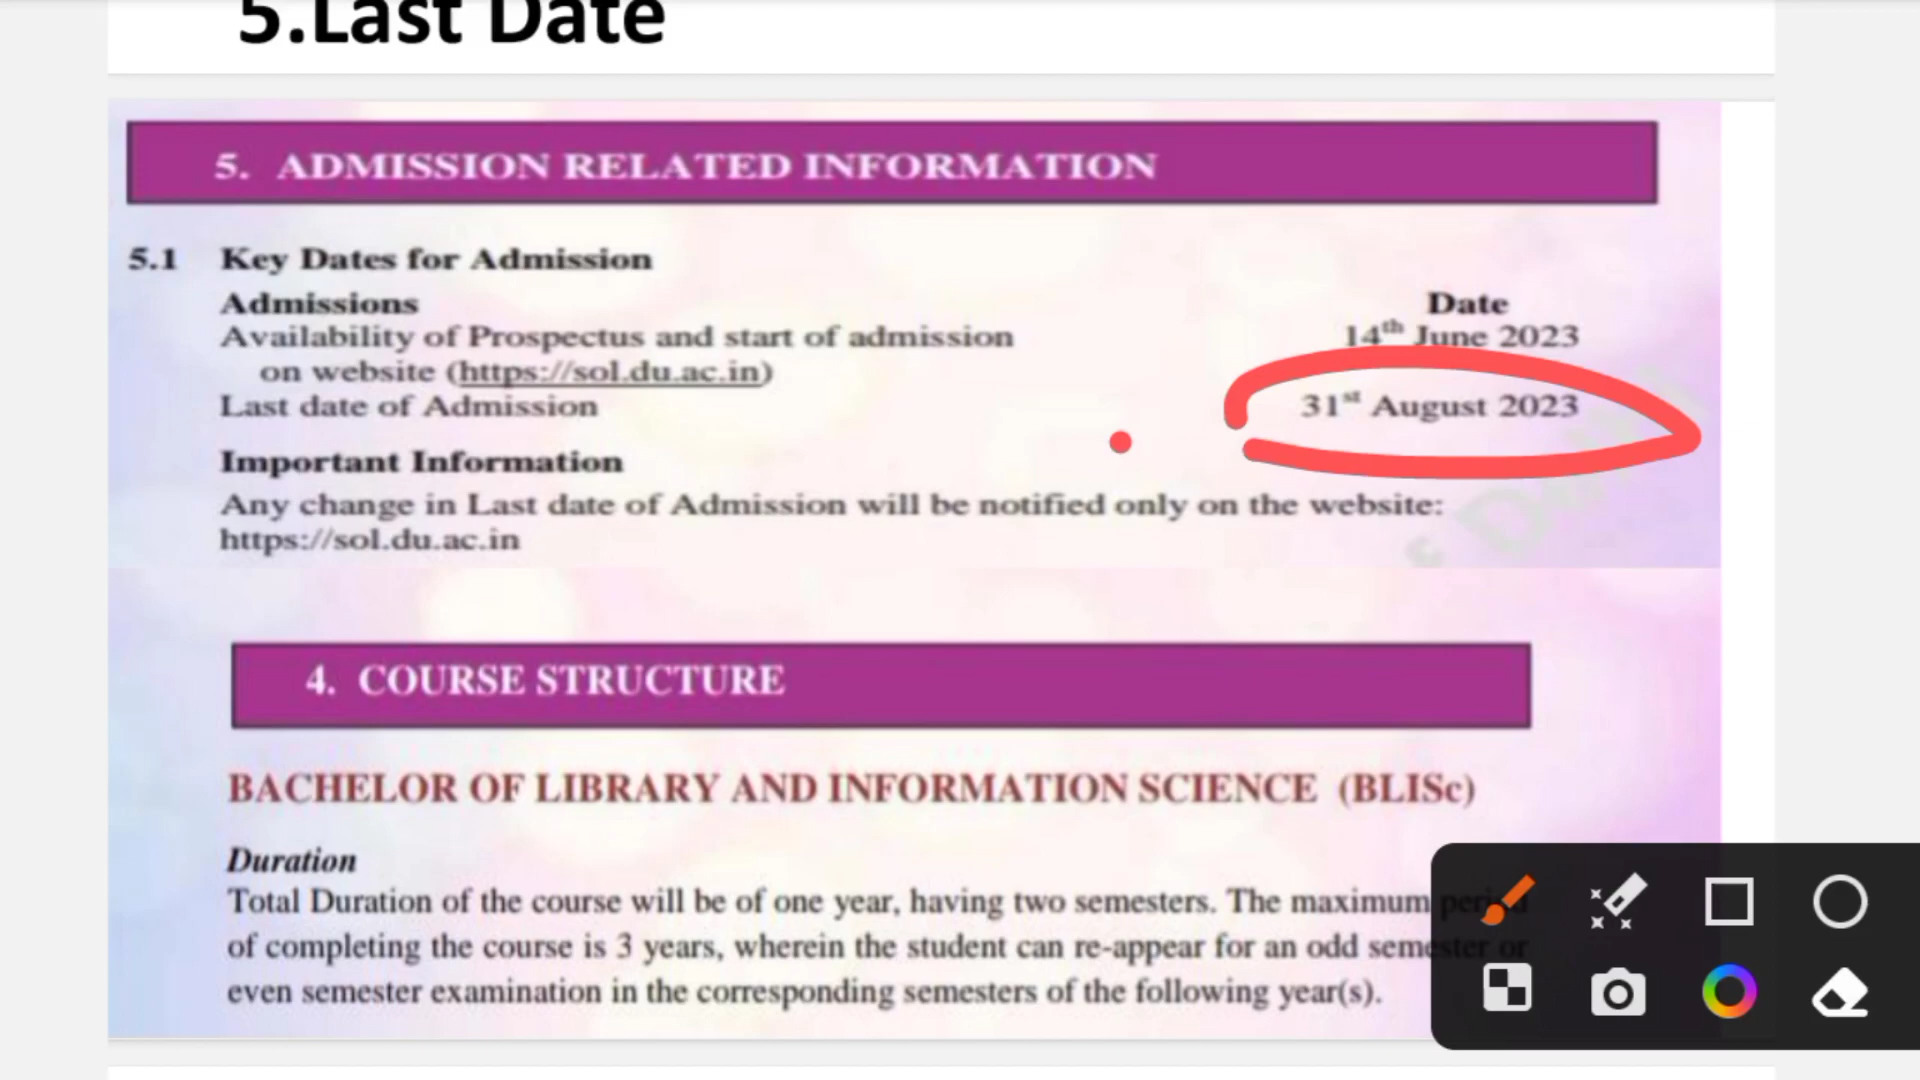 5.Last Date
5. ADMISSION RELATED INFORMATION
5.1 Key Dates for Admission
Admissions Date
Availability of Prospectus and start of admission 14th June 2023
on website (https://sol.du.ac.in)
Last date of Admission 31st August 2023
Important Information
Any change in Last date of Admission will be notified only on the website:
https://sol.du.ac.in
4. COURSE STRUCTURE
BACHELOR OF LIBRARY AND INFORMATION SCIENCE (BLISc)
Duration
Total Duration of the course will be of one year, having two semesters. The maximum period
of completing the course is 3 years, wherein the student can re-appear for an odd semester or
even semester examination in the corresponding semesters of the following year(s).